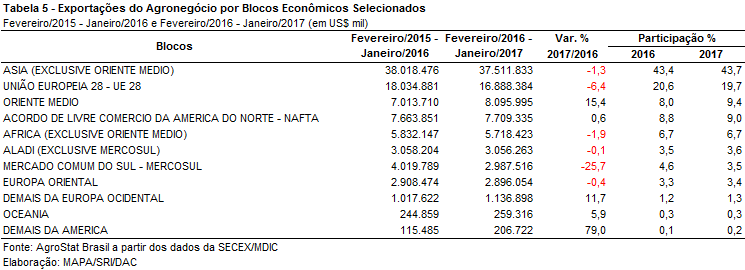 Tabela 5 - Exportações do Agronegócio por Blocos Econômicos Selecionados
Fevereiro/2015 - Janeiro/2016 e Fevereiro/2016 - Janeiro/2017 (em US$ mil)
Blocos Fevereiro/2015 - Janeiro/2016 Fevereiro/2016 - Janeiro/2017 Var. % 2017/2016 Participação % 2016 2017
ASIA (EXCLUSIVE ORIENTE MEDIO) 38.018.476 37.511.833 -1,3 43,4 43,7
UNIÃO EUROPEIA 28 - UE 28 18.034.881 16.888.384 -6,4 20,6 19,7
ORIENTE MEDIO 7.013.710 8.095.995 15,4 8,0 9,4
ACORDO DE LIVRE COMERCIO DA AMERICA DO NORTE - NAFTA 7.663.851 7.709.335 0,6 8,8 9,0
AFRICA (EXCLUSIVE ORIENTE MEDIO) 5.832.147 5.718.423 -1,9 6,7 6,7
ALADI (EXCLUSIVE MERCOSUL) 3.058.204 3.056.263 -0,1 3,5 3,6
MERCADO COMUM DO SUL - MERCOSUL 4.019.789 2.987.516 -25,7 4,6 3,5
EUROPA ORIENTAL 2.908.474 2.896.054 -0,4 3,3 3,4
DEMAIS DA EUROPA OCIDENTAL 1.017.622 1.136.898 11,7 1,2 1,3
OCEANIA 244.859 259.316 5,9 0,3 0,3
DEMAIS DA AMERICA 115.485 206.722 79,0 0,1 0,2
Fonte: AgroStat Brasil a partir dos dados da SECEX/MDIC
Elaboração: MAPA/SRI/DAC